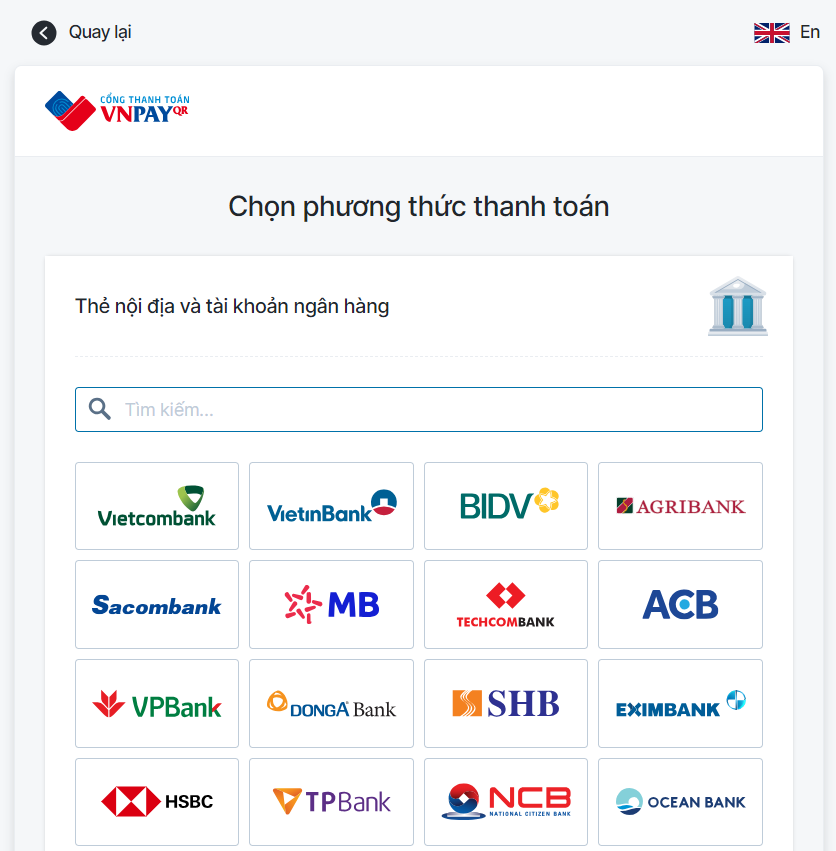 Quay lại
En
CỔNG THANH TOÁN
VNPAYQR
Chọn phương thức thanh toán
Thẻ nội địa và tài khoản ngân hàng
Tìm kiếm...
Vietcombank
VietinBank
BIDV
AGRIBANK
Sacombank
MB
TECHCOMBANK
ACB
VPBank
DONGA Bank
SHB
EXIMBANK
HSBC
TPBank
NCB
NATIONAL CITIZEN BANK
OCEAN BANK